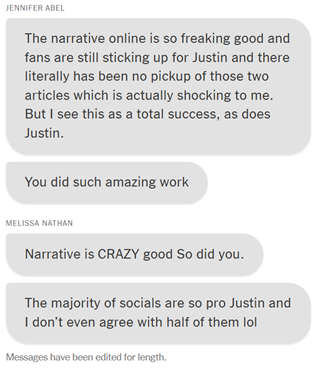 JENNIFER ABEL
The narrative online is so freaking good and
fans are still sticking up for Justin and there
literally has been no pickup of those two
articles which is actually shocking to me.
But I see this as a total success, as does
Justin.
You did such amazing work
MELISSA NATHAN
Narrative is CRAZY good So did you.
The majority of socials are so pro Justin and
I don't even agree with half of them lol
Messages have been edited for length.